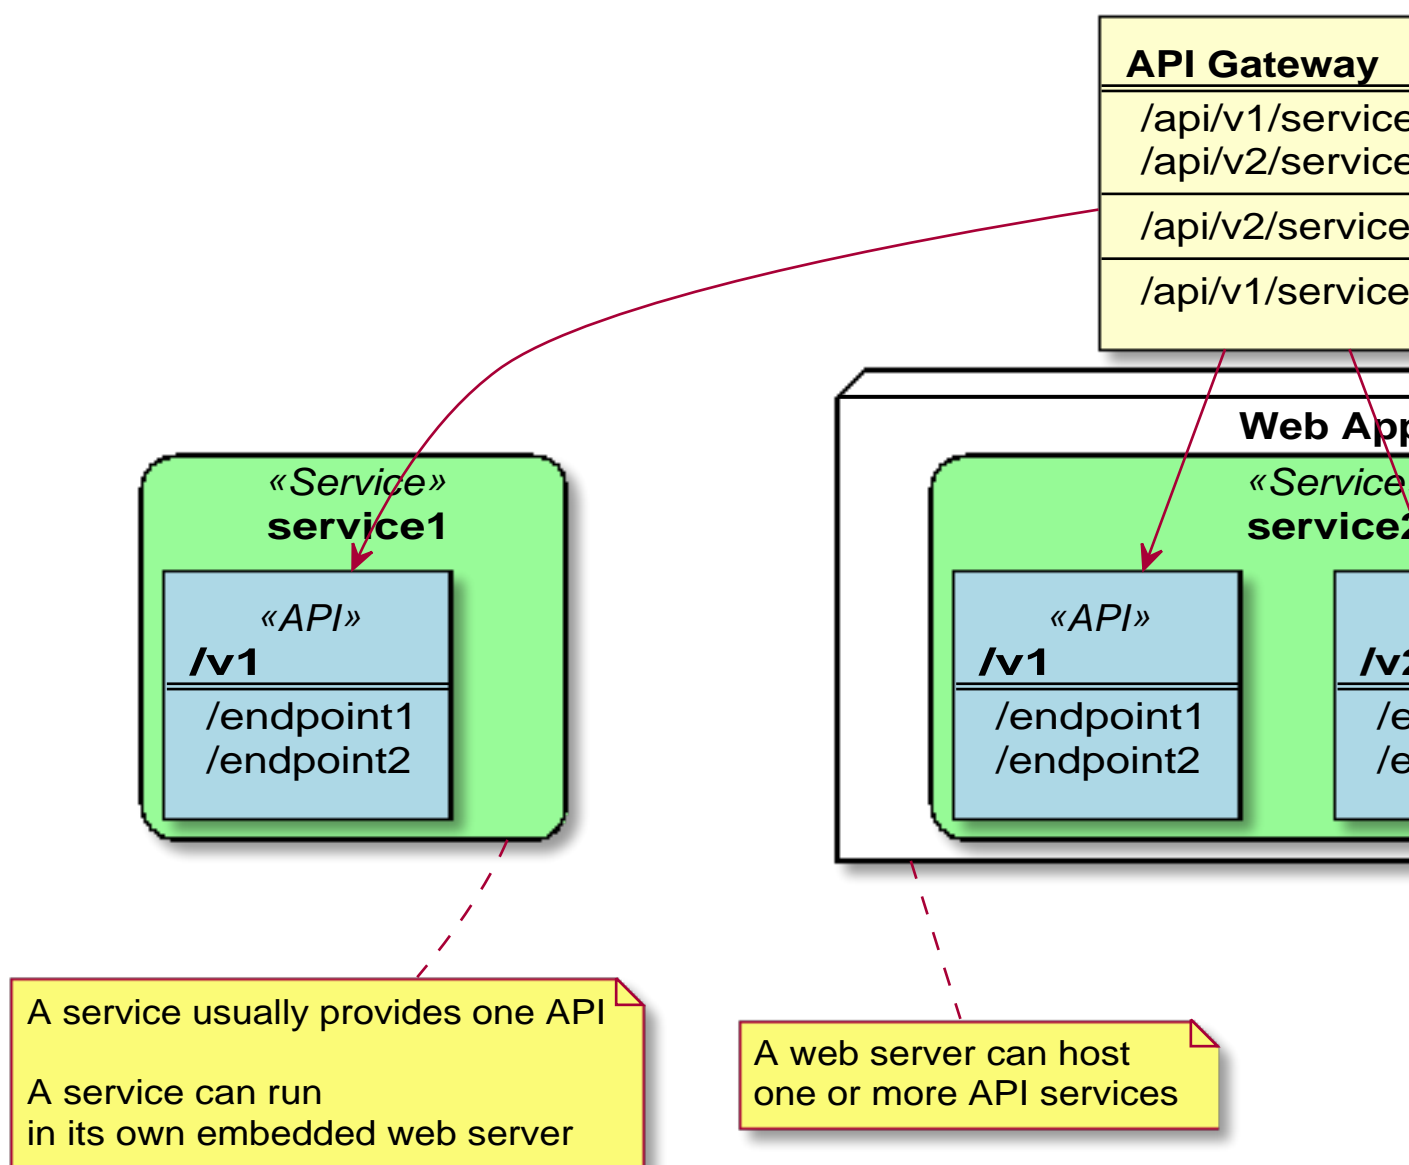 API Gateway
/api/v1/service
/api/v2/service
/api/v2/service
/api/v1/service
Web App
«Service»
service1
«API»
/v1
/endpoint1
/endpoint2
«Service
service2
«API»
/v1
/endpoint1
/endpoint2
/v2
/e
/e
A service usually provides one API
A service can run
in its own embedded web server
A web server can host
one or more API services